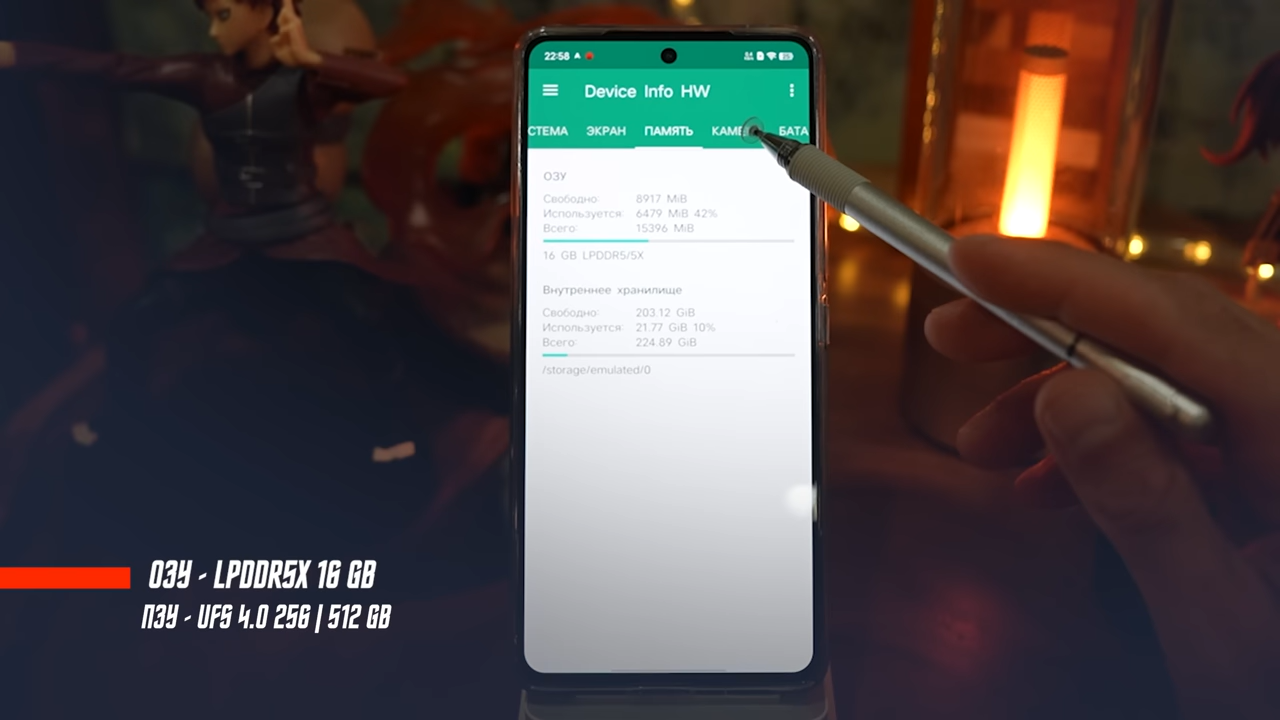 22:58
Device Info HW
СТЕМА ЭКРАН ПАМЯТЬ БАТА
ОЗУ
Свободно: 8917 MiB
Используется: 6479 MiB 42%
Всего: 15396 MiB
16 GB LPDDR5/5X
Внутреннее хранилище
Свободно: 203.12 GiB
Используется: 21.77 GiB 10%
Всего: 224.89 GiB
/storage/emulated/0
ОЗУ - LPDDR5X 16 GB
ПЗУ - UFS 4.0 256 | 512 GB